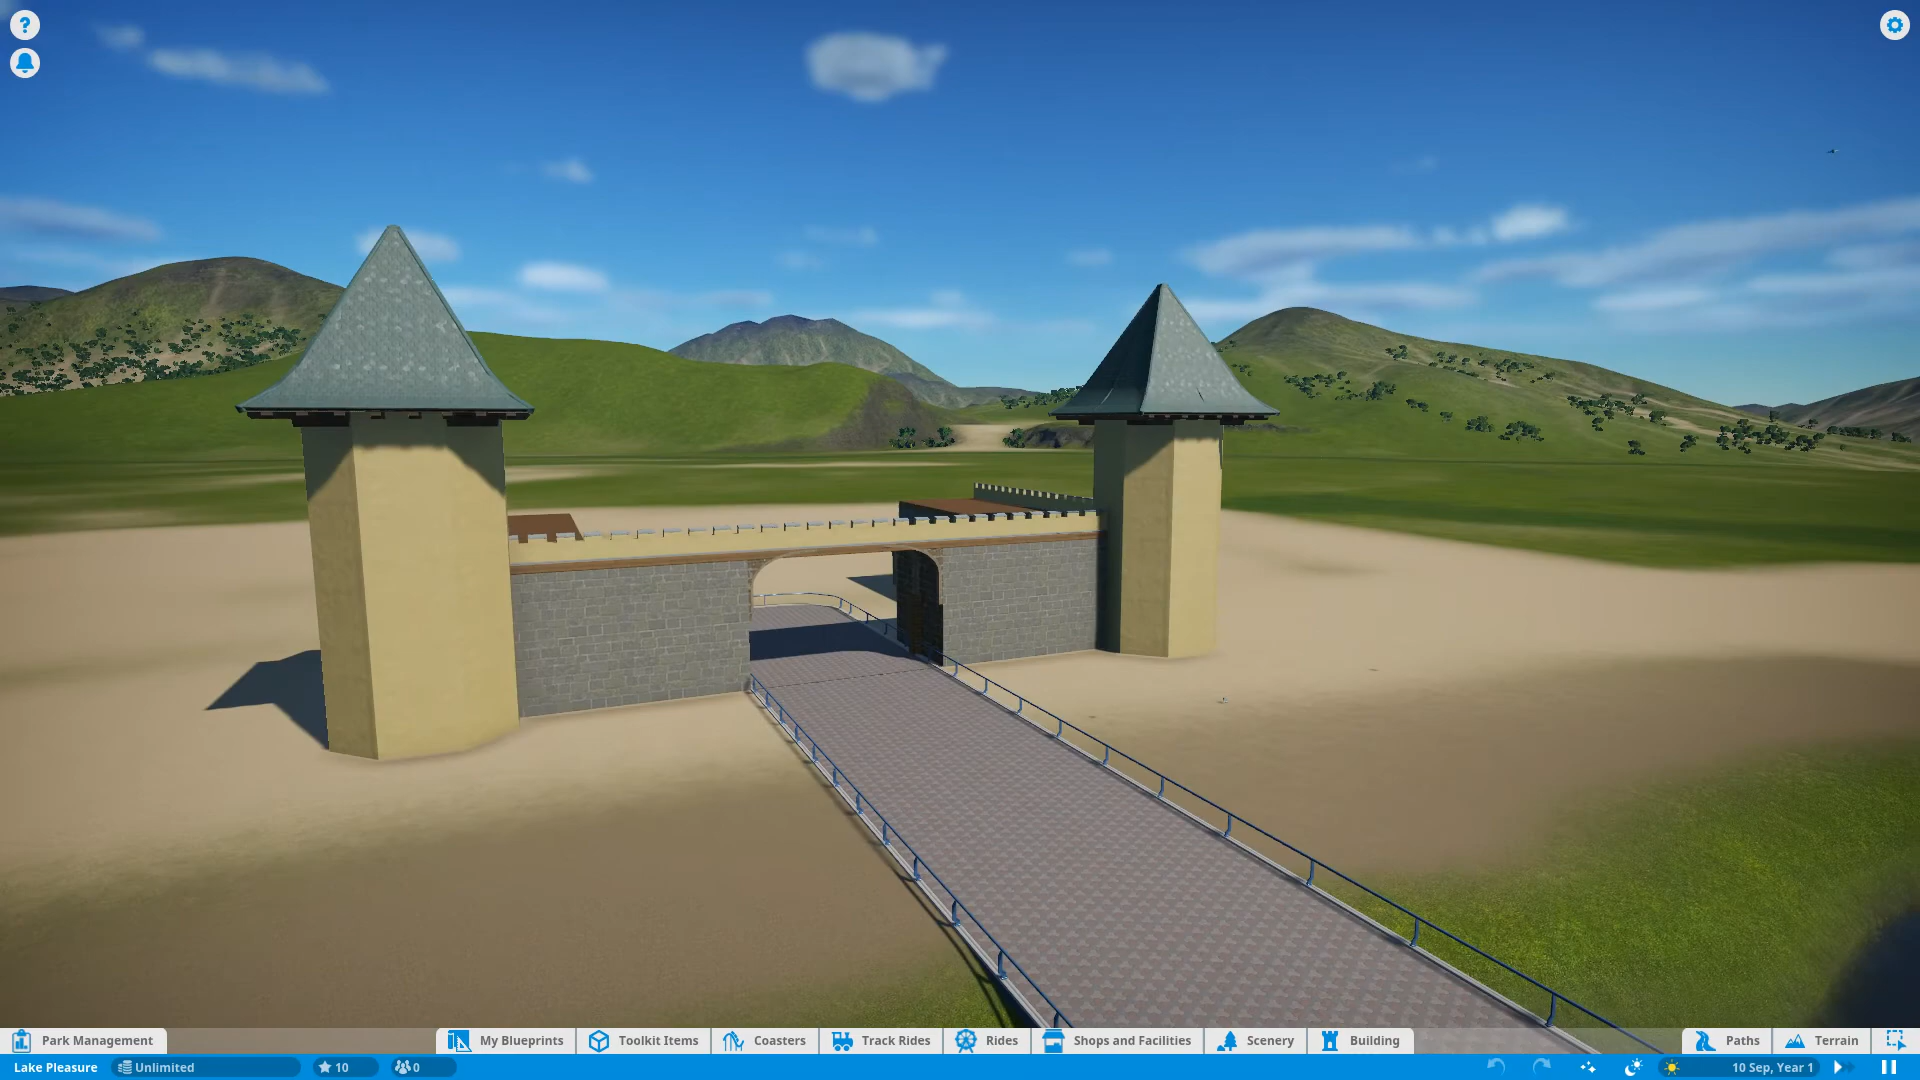 ?
Park Management
My Blueprints
Toolkit Items
Coasters
Track Rides
Rides
Shops and Facilities
Scenery
Building
Paths
Terrain
Lake Pleasure
Unlimited
10
0
10 Sep, Year 1